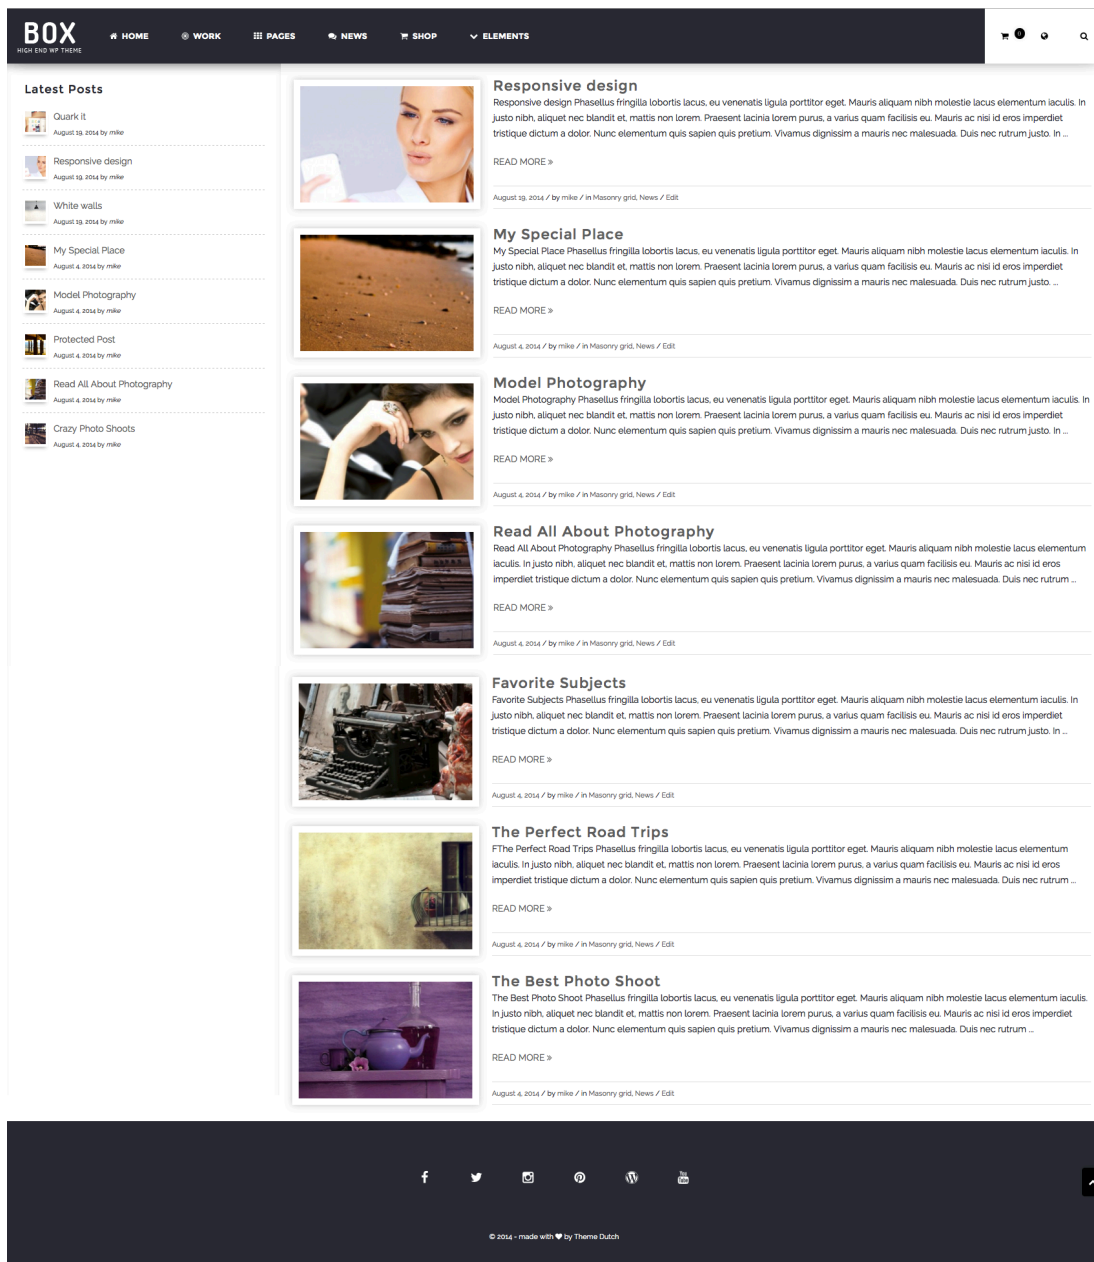 BOX
HIGH END WP THEME
HOME WORK PAGES NEWS SHOP ELEMENTS
0
Latest Posts
Quark it
August 19, 2014 by mike
Responsive design
August 19, 2014 by mike
White walls
August 19, 2014 by mike
My Special Place
August 4, 2014 by mike
Model Photography
August 4, 2014 by mike
Protected Post
August 4, 2014 by mike
Read All About Photography
August 4, 2014 by mike
Crazy Photo Shoots
August 4, 2014 by mike
Responsive design
Responsive design Phasellus fringilla lobortis lacus, eu venenatis ligula porttitor eget. Mauris aliquam nibh molestie lacus elementum iaculis. In
justo nibh, aliquet nec blandit et, mattis non lorem. Praesent lacinia lorem purus, a varius quam facilisis eu. Mauris ac nisi id eros imperdiet
tristique dictum a dolor. Nunc elementum quis sapien quis pretium. Vivamus dignissim a mauris nec malesuada. Duis nec rutrum justo. In ...
READ MORE »
August 19, 2014 / by mike / in Masonry grid, News / Edit
My Special Place
My Special Place Phasellus fringilla lobortis lacus, eu venenatis ligula porttitor eget. Mauris aliquam nibh molestie lacus elementum iaculis. In
justo nibh, aliquet nec blandit et, mattis non lorem. Praesent lacinia lorem purus, a varius quam facilisis eu. Mauris ac nisi id eros imperdiet
tristique dictum a dolor. Nunc elementum quis sapien quis pretium. Vivamus dignissim a mauris nec malesuada. Duis nec rutrum justo. ...
READ MORE »
August 4, 2014 / by mike / in Masonry grid, News / Edit
Model Photography
Model Photography Phasellus fringilla lobortis lacus, eu venenatis ligula porttitor eget. Mauris aliquam nibh molestie lacus elementum iaculis. In
justo nibh, aliquet nec blandit et, mattis non lorem. Praesent lacinia lorem purus, a varius quam facilisis eu. Mauris ac nisi id eros imperdiet
tristique dictum a dolor. Nunc elementum quis sapien quis pretium. Vivamus dignissim a mauris nec malesuada. Duis nec rutrum justo. In ...
READ MORE »
August 4, 2014 / by mike / in Masonry grid, News / Edit
Read All About Photography
Read All About Photography Phasellus fringilla lobortis lacus, eu venenatis ligula porttitor eget. Mauris aliquam nibh molestie lacus elementum
iaculis. In justo nibh, aliquet nec blandit et, mattis non lorem. Praesent lacinia lorem purus, a varius quam facilisis eu. Mauris ac nisi id eros
imperdiet tristique dictum a dolor. Nunc elementum quis sapien quis pretium. Vivamus dignissim a mauris nec malesuada. Duis nec rutrum ...
READ MORE »
August 4, 2014 / by mike / in Masonry grid, News / Edit
Favorite Subjects
Favorite Subjects Phasellus fringilla lobortis lacus, eu venenatis ligula porttitor eget. Mauris aliquam nibh molestie lacus elementum iaculis. In
justo nibh, aliquet nec blandit et, mattis non lorem. Praesent lacinia lorem purus, a varius quam facilisis eu. Mauris ac nisi id eros imperdiet
tristique dictum a dolor. Nunc elementum quis sapien quis pretium. Vivamus dignissim a mauris nec malesuada. Duis nec rutrum justo. In ...
READ MORE »
August 4, 2014 / by mike / in Masonry grid, News / Edit
The Perfect Road Trips
FThe Perfect Road Trips Phasellus fringilla lobortis lacus, eu venenatis ligula porttitor eget. Mauris aliquam nibh molestie lacus elementum
iaculis. In justo nibh, aliquet nec blandit et, mattis non lorem. Praesent lacinia lorem purus, a varius quam facilisis eu. Mauris ac nisi id eros
imperdiet tristique dictum a dolor. Nunc elementum quis sapien quis pretium. Vivamus dignissim a mauris nec malesuada. Duis nec rutrum ...
READ MORE »
August 4, 2014 / by mike / in Masonry grid, News / Edit
The Best Photo Shoot
The Best Photo Shoot Phasellus fringilla lobortis lacus, eu venenatis ligula porttitor eget. Mauris aliquam nibh molestie lacus elementum iaculis.
In justo nibh, aliquet nec blandit et, mattis non lorem. Praesent lacinia lorem purus, a varius quam facilisis eu. Mauris ac nisi id eros imperdiet
tristique dictum a dolor. Nunc elementum quis sapien quis pretium. Vivamus dignissim a mauris nec malesuada. Duis nec rutrum ...
READ MORE »
August 4, 2014 / by mike / in Masonry grid, News / Edit
You
Tube
© 2014 - made with ♥ by Theme Dutch